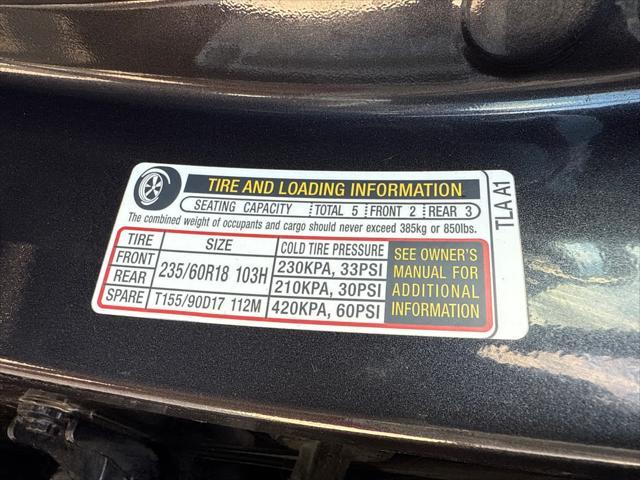 TIRE AND LOADING INFORMATION
SEATING CAPACITY TOTAL 5 FRONT 2 REAR 3
The combined weight of occupants and cargo should never exceed 385kg or 850lbs.
TIRE SIZE COLD TIRE PRESSURE
FRONT 235/60R18 103H 230KPA, 33PSI
REAR 210KPA, 30PSI
SPARE T155/90D17 112M 420KPA, 60PSI
SEE OWNER'S
MANUAL FOR
ADDITIONAL
INFORMATION
TLA A1